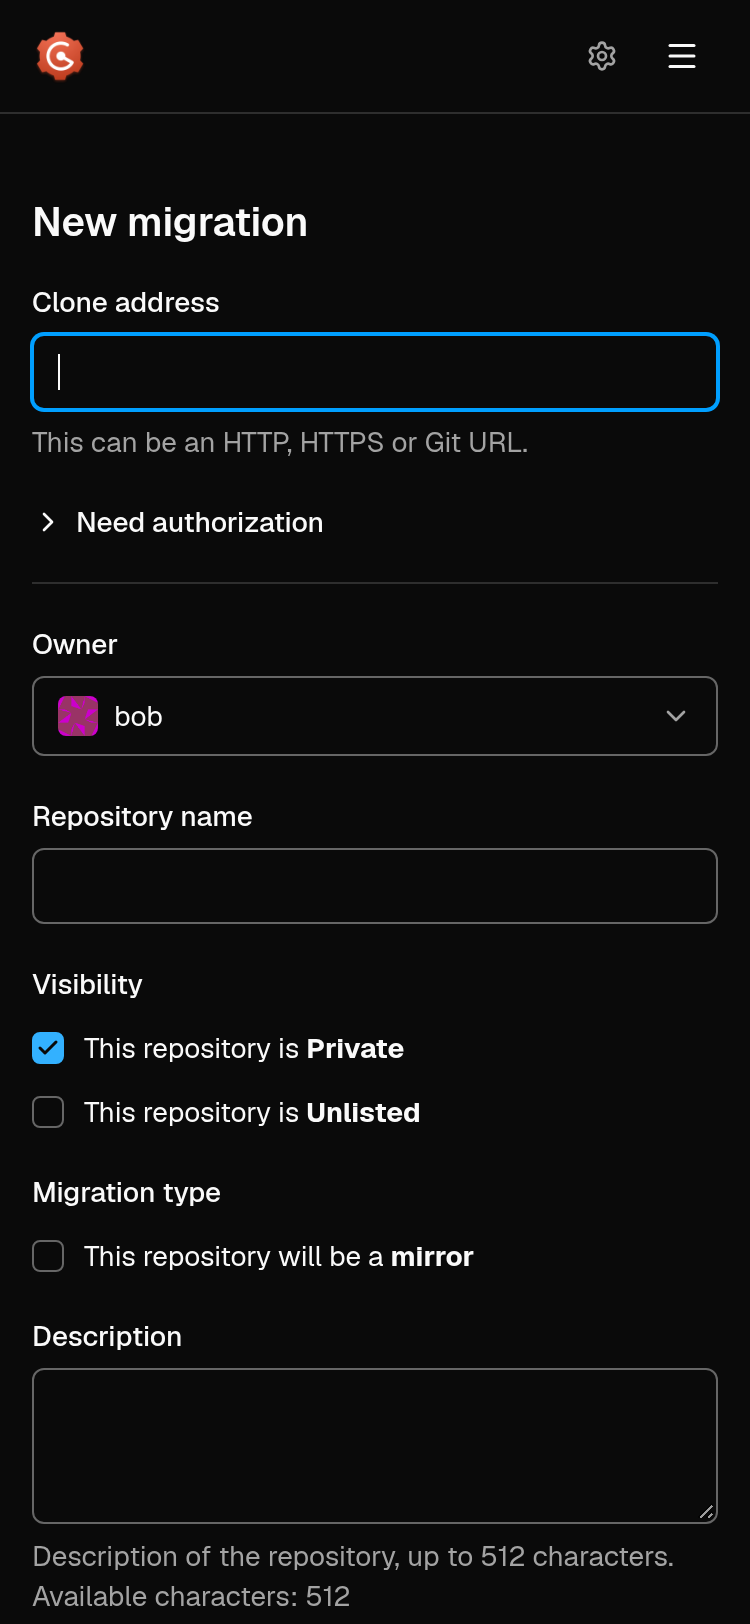 New migration
Clone address
This can be an HTTP, HTTPS or Git URL.
Need authorization
Owner
bob
Repository name
Visibility
This repository is Private
This repository is Unlisted
Migration type
This repository will be a mirror
Description
Description of the repository, up to 512 characters.
Available characters: 512